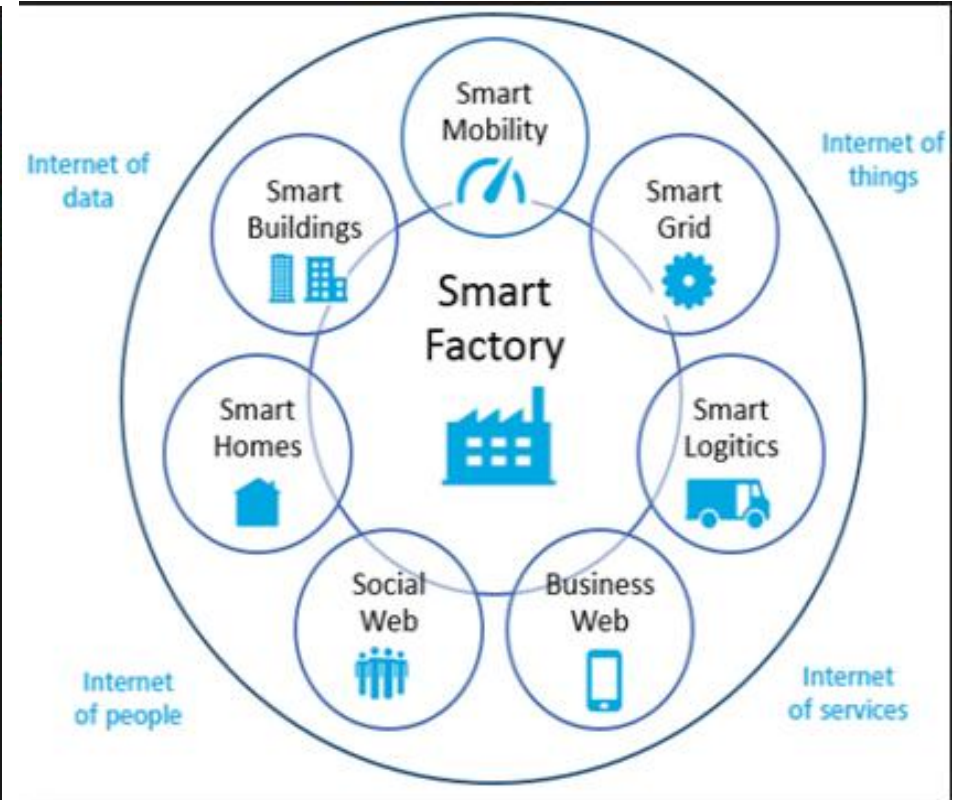 Smart
Mobility
Internet of
data
Internet of
things
Smart
Buildings
Smart
Grid
Smart
Factory
Smart
Homes
Smart
Logitics
Social
Web
Business
Web
Internet
of people
Internet
of services